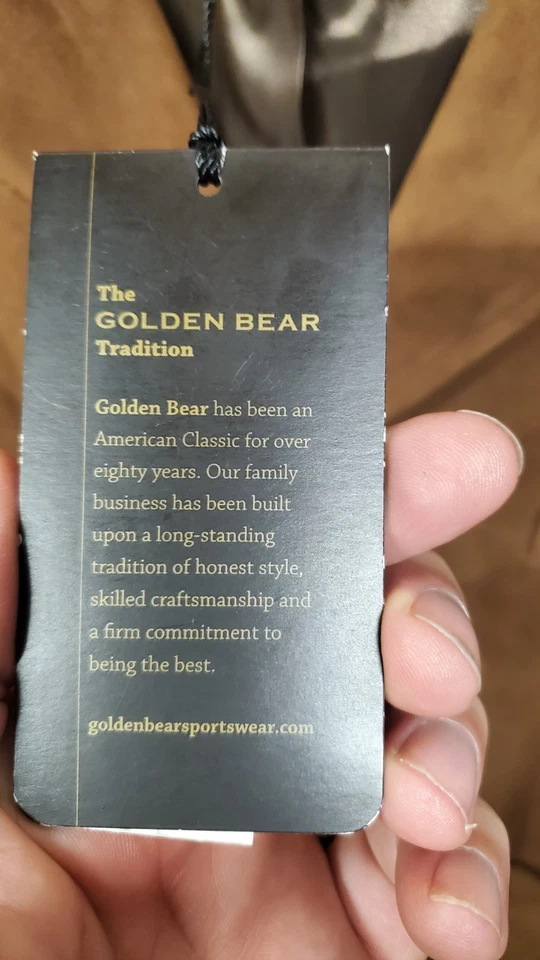 The
GOLDEN BEAR
Tradition
Golden Bear has been an
American Classic for over
eighty years. Our family
business has been built
upon a long-standing
tradition of honest style,
skilled craftsmanship and
a firm commitment to
being the best.
goldenbearsportswear.com